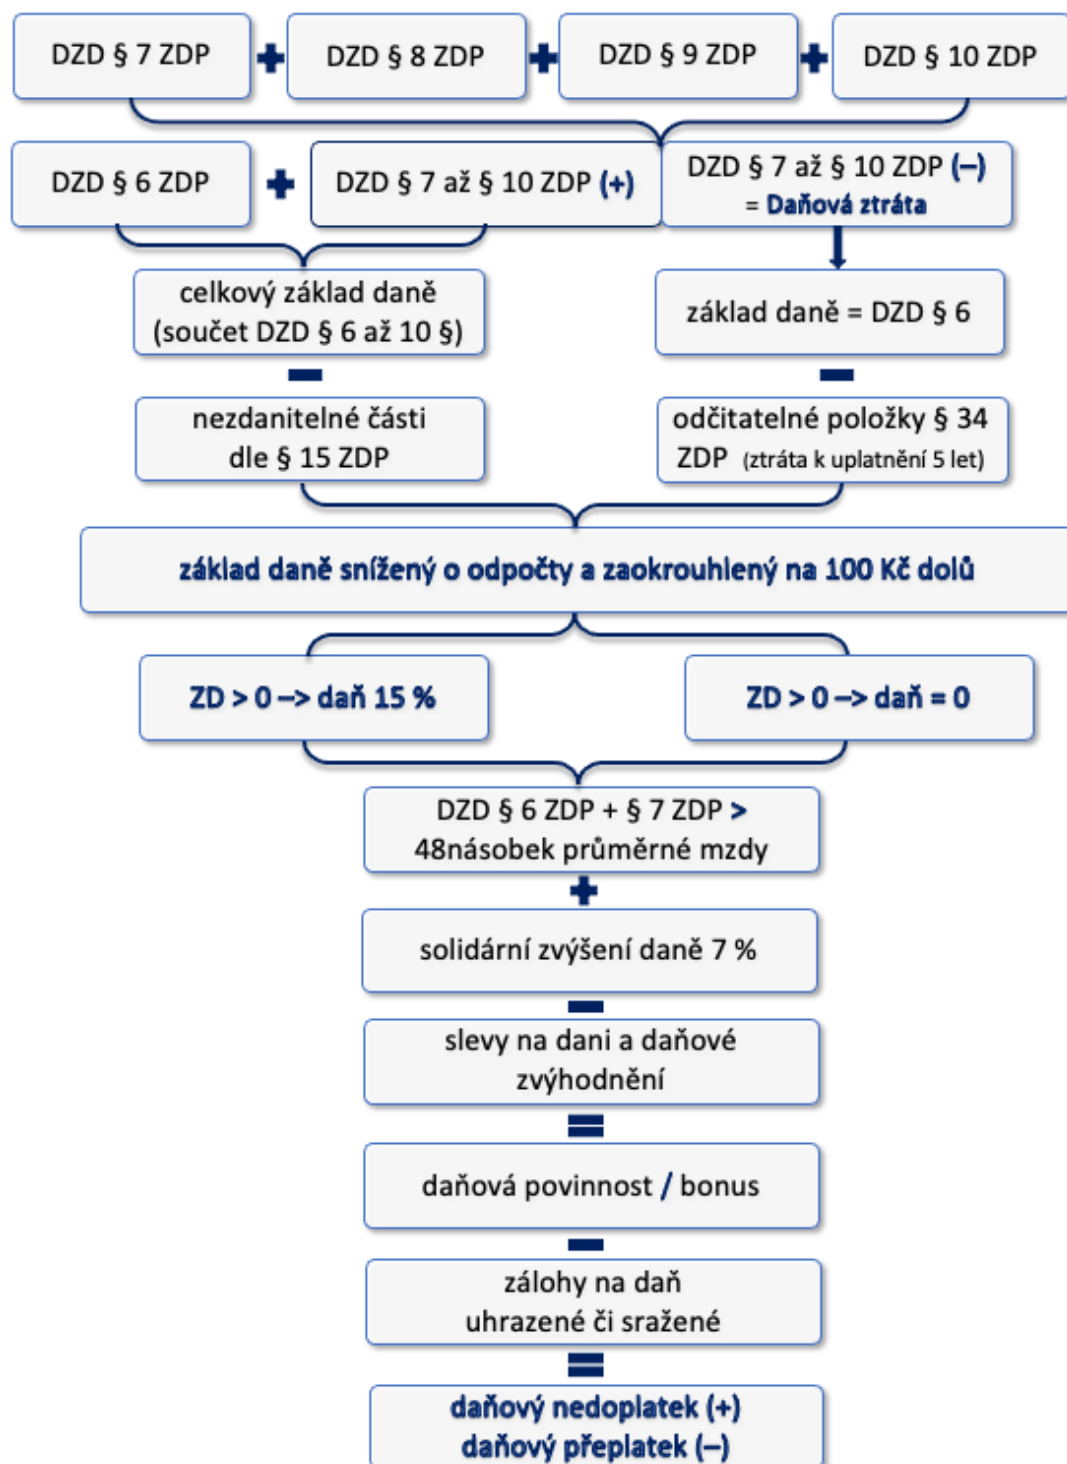 DZD § 7 ZDP + DZD § 8 ZDP + DZD § 9 ZDP + DZD § 10 ZDP
DZD § 6 ZDP + DZD § 7 až § 10 ZDP (+)
DZD § 7 až § 10 ZDP (–)
= Daňová ztráta
celkový základ daně
(součet DZD § 6 až 10 §)
základ daně = DZD § 6
nezdanitelné části
dle § 15 ZDP
odčitatelné položky § 34
ZDP (ztráta k uplatnění 5 let)
základ daně snížený o odpočty a zaokrouhlený na 100 Kč dolů
ZD > 0 –> daň 15 %
ZD > 0 –> daň = 0
DZD § 6 ZDP + § 7 ZDP >
48násobek průměrné mzdy
solidární zvýšení daně 7 %
slevy na dani a daňové
zvýhodnění
daňová povinnost / bonus
zálohy na daň
uhrazené či sražené
daňový nedoplatek (+)
daňový přeplatek (–)